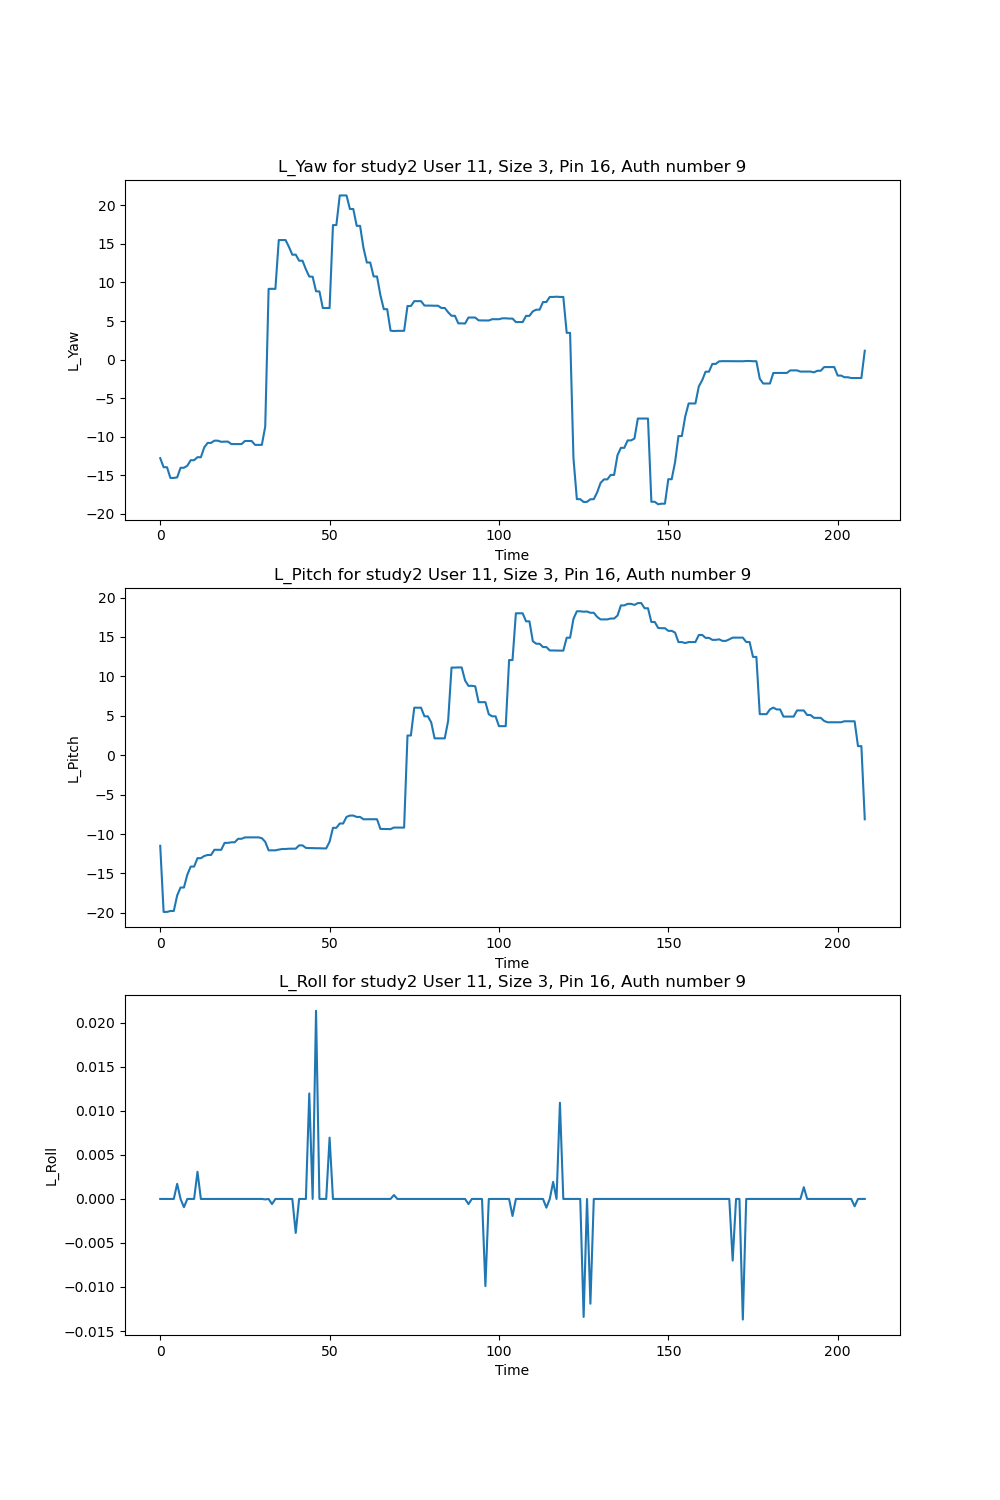 L_Yaw for study2 User 11, Size 3, Pin 16, Auth number 9
20
15
10
5
0
−5
−10
−15
−20
L_Yaw
0 50 100 150 200
Time
L_Pitch for study2 User 11, Size 3, Pin 16, Auth number 9
20
15
10
5
0
−5
−10
−15
−20
L_Pitch
0 50 100 150 200
Time
L_Roll for study2 User 11, Size 3, Pin 16, Auth number 9
0.020
0.015
0.010
0.005
0.000
−0.005
−0.010
−0.015
L_Roll
0 50 100 150 200
Time